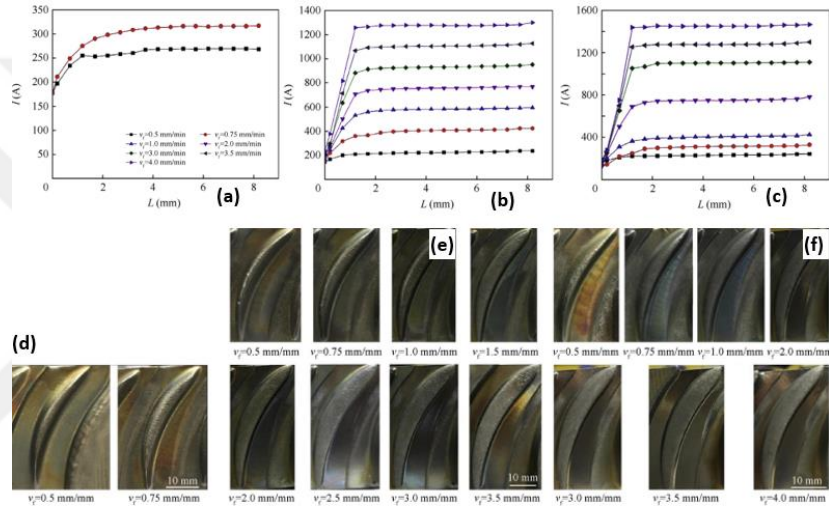 350
300
250
200
150
100
50
0
I (A)
0 2 4 6 8
L (mm)
vf=0.5 mm/min vf=0.75 mm/min
vf=1.0 mm/min vf=2.0 mm/min
vf=3.0 mm/min vf=3.5 mm/min
vf=4.0 mm/min
(a)
1400
1200
1000
800
600
400
200
I (A)
0 2 4 6 8
L (mm)
(b)
1600
1200
800
400
I (A)
0 2 4 6 8
L (mm)
(c)
(e)
(f)
vf=0.5 mm/mm vf=0.75 mm/mm vf=1.0 mm/mm vf=1.5 mm/mm vf=0.5 mm/mm vf=0.75 mm/mm vf=1.0 mm/mm vf=2.0 mm/mm
(d)
10 mm
10 mm
10 mm
vf=0.5 mm/mm vf=0.75 mm/mm vf=2.0 mm/mm vf=2.5 mm/mm vf=3.0 mm/mm vf=3.5 mm/mm vf=3.0 mm/mm vf=3.5 mm/mm vf=4.0 mm/mm